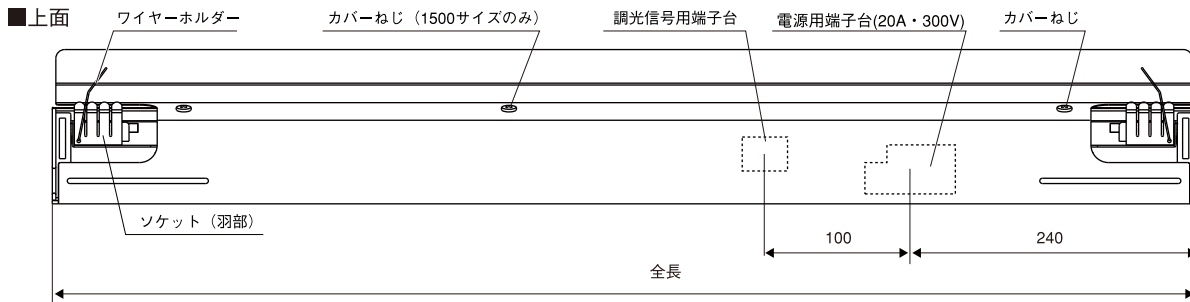 ■上面
ワイヤーホルダー
カバーねじ（1500サイズのみ）
調光信号用端子台
電源用端子台(20A・300V)
カバーねじ
ソケット（羽部）
100
240
全長